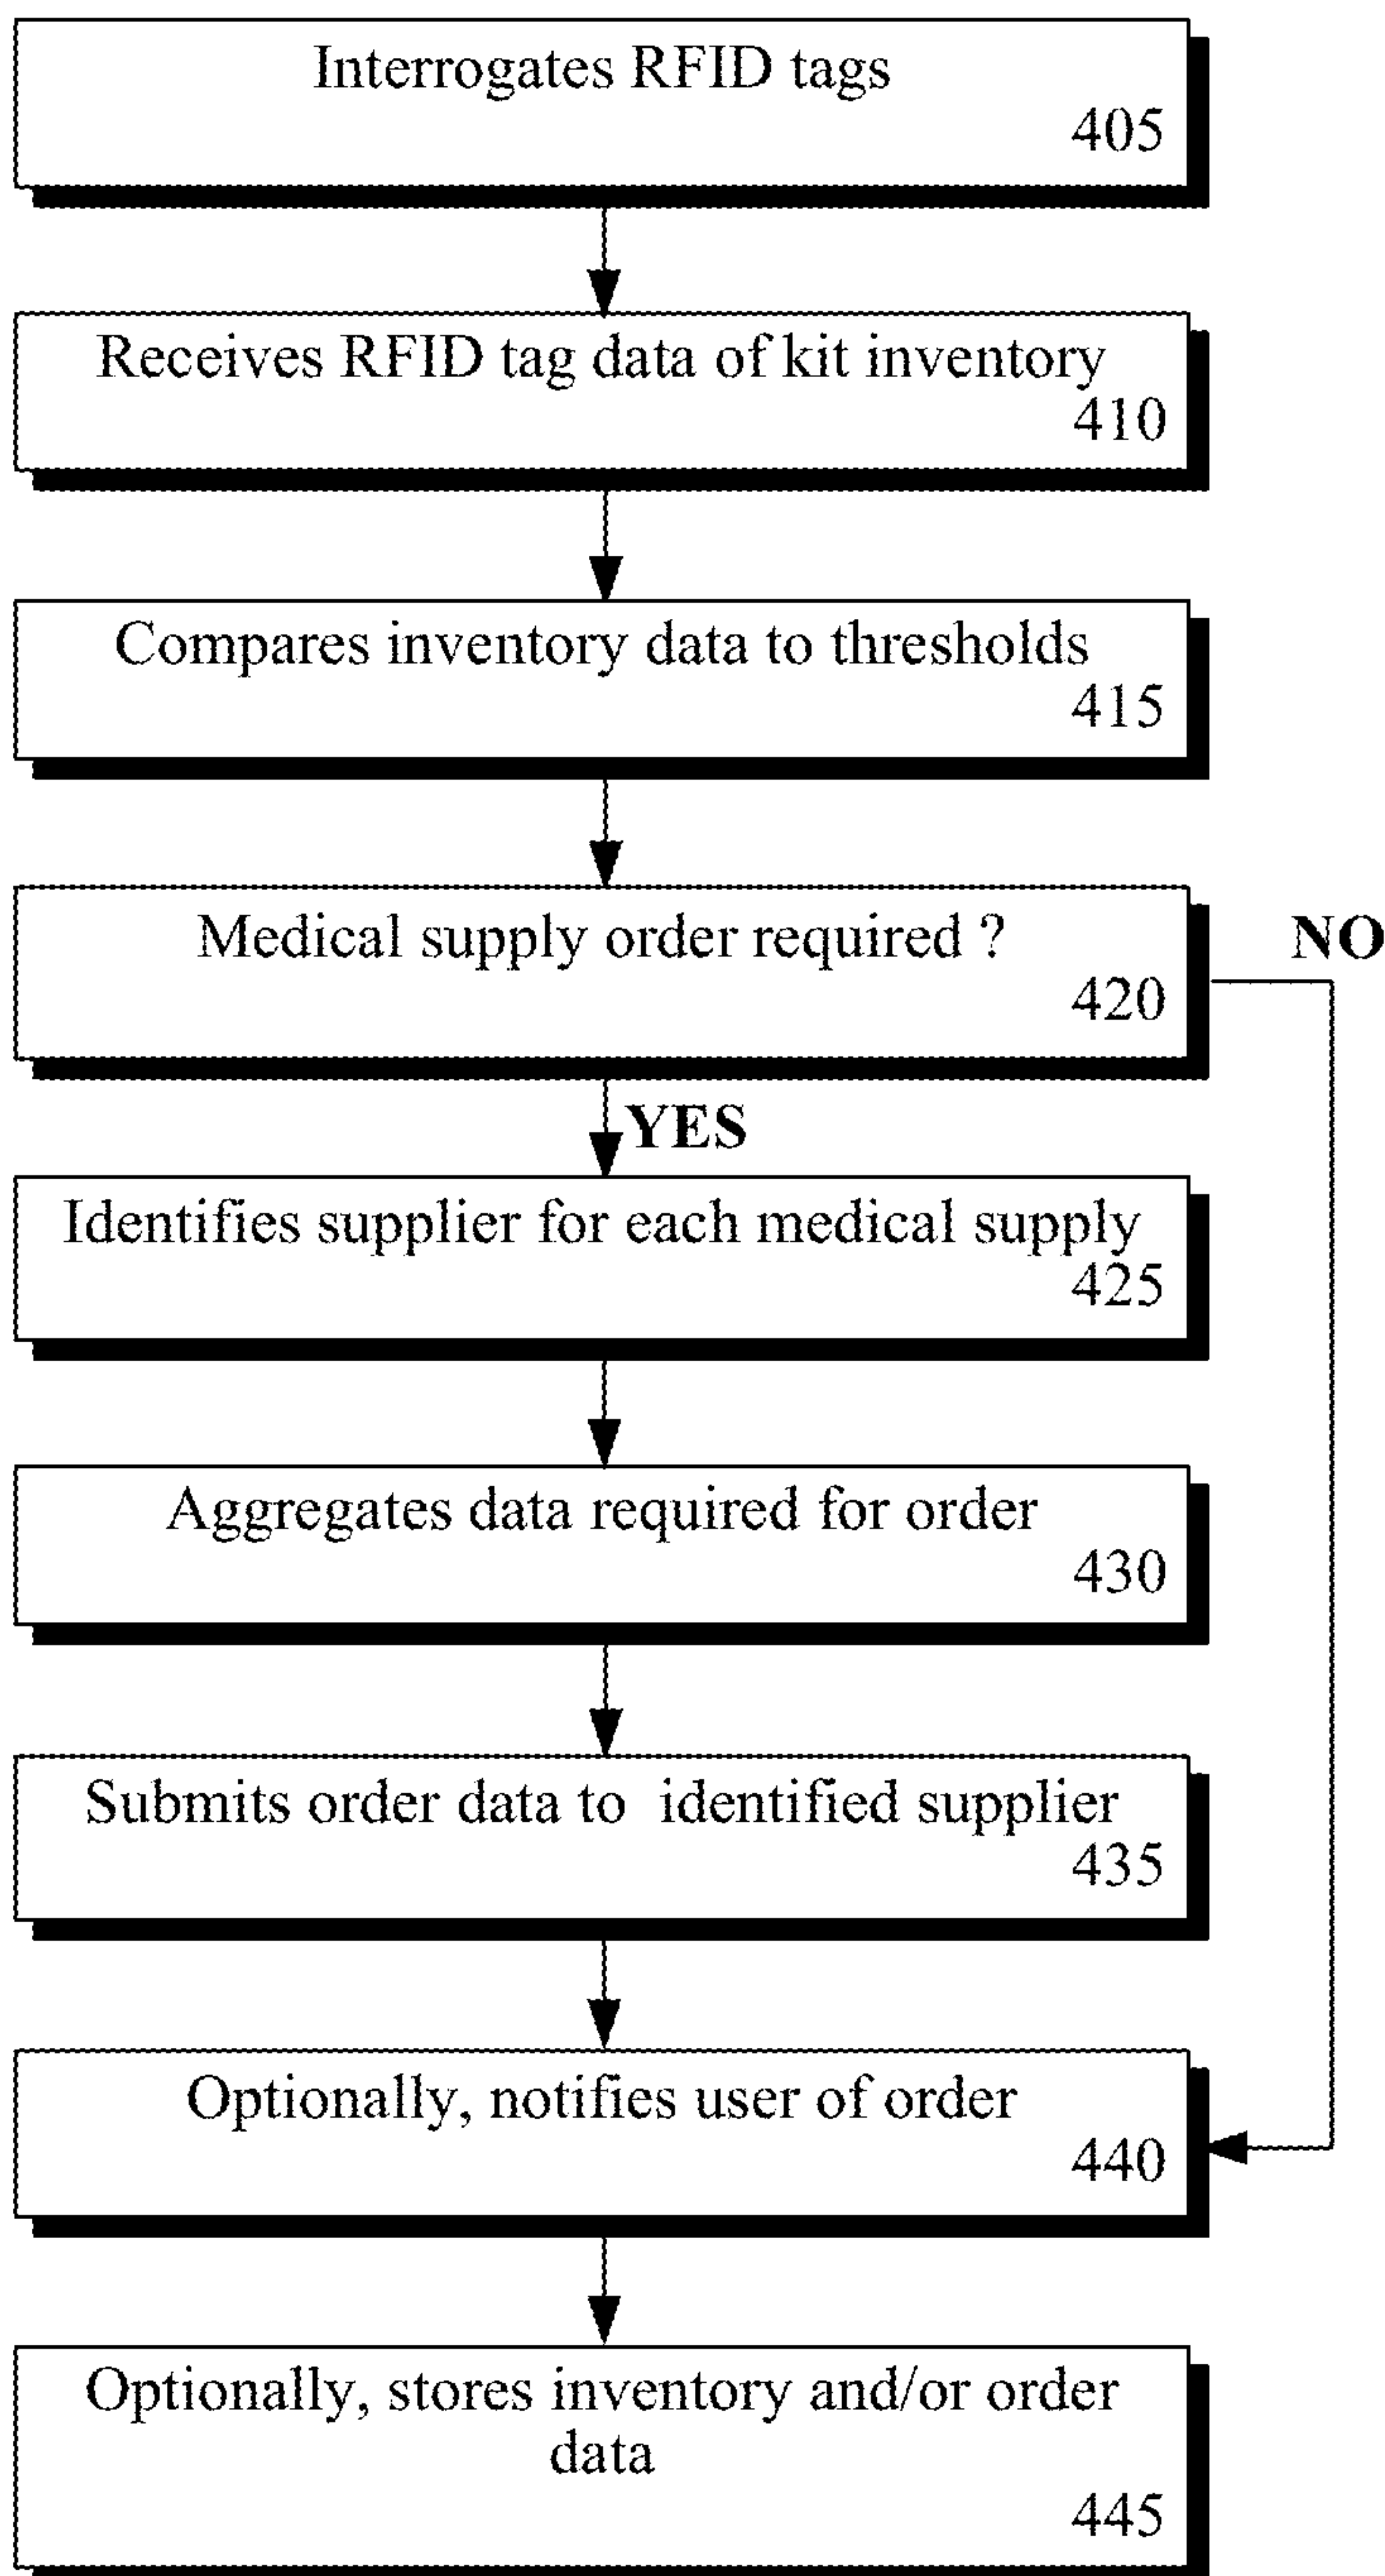 Interrogates RFID tags
405
Receives RFID tag data of kit inventory
410
Compares inventory data to thresholds
415
Medical supply order required ?
420
NO
YES
Identifies supplier for each medical supply
425
Aggregates data required for order
430
Submits order data to identified supplier
435
Optionally, notifies user of order
440
Optionally, stores inventory and/or order
data
445